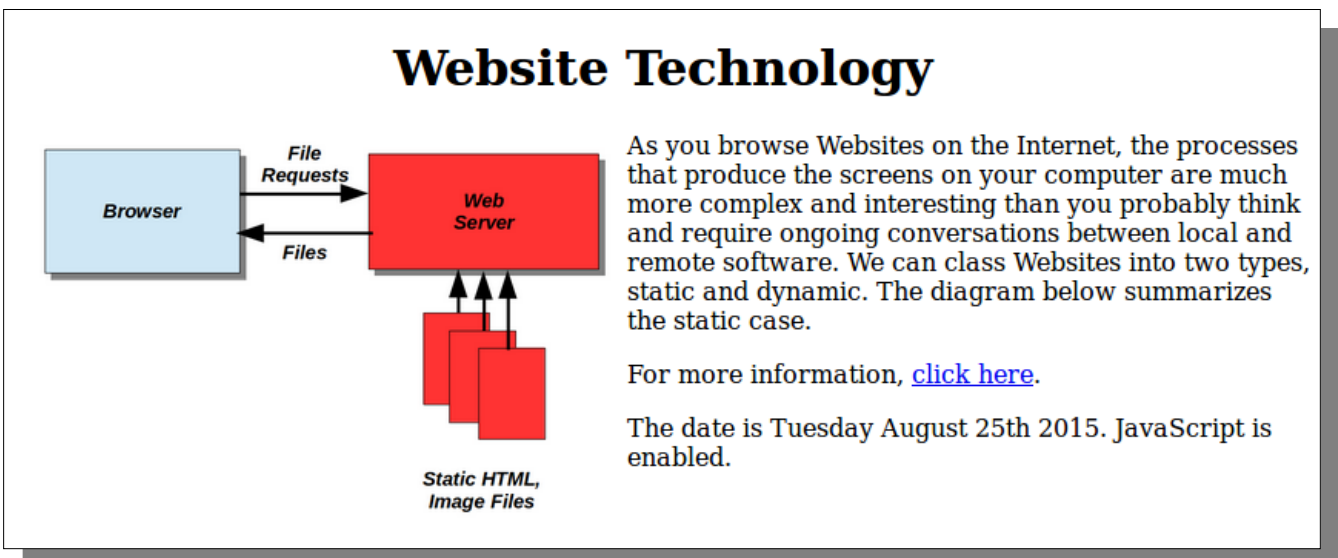 Website Technology
File
Requests
Browser
Web
Server
Files
Static HTML,
Image Files
As you browse Websites on the Internet, the processes
that produce the screens on your computer are much
more complex and interesting than you probably think
and require ongoing conversations between local and
remote software. We can class Websites into two types,
static and dynamic. The diagram below summarizes
the static case.
For more information, click here.
The date is Tuesday August 25th 2015. JavaScript is
enabled.